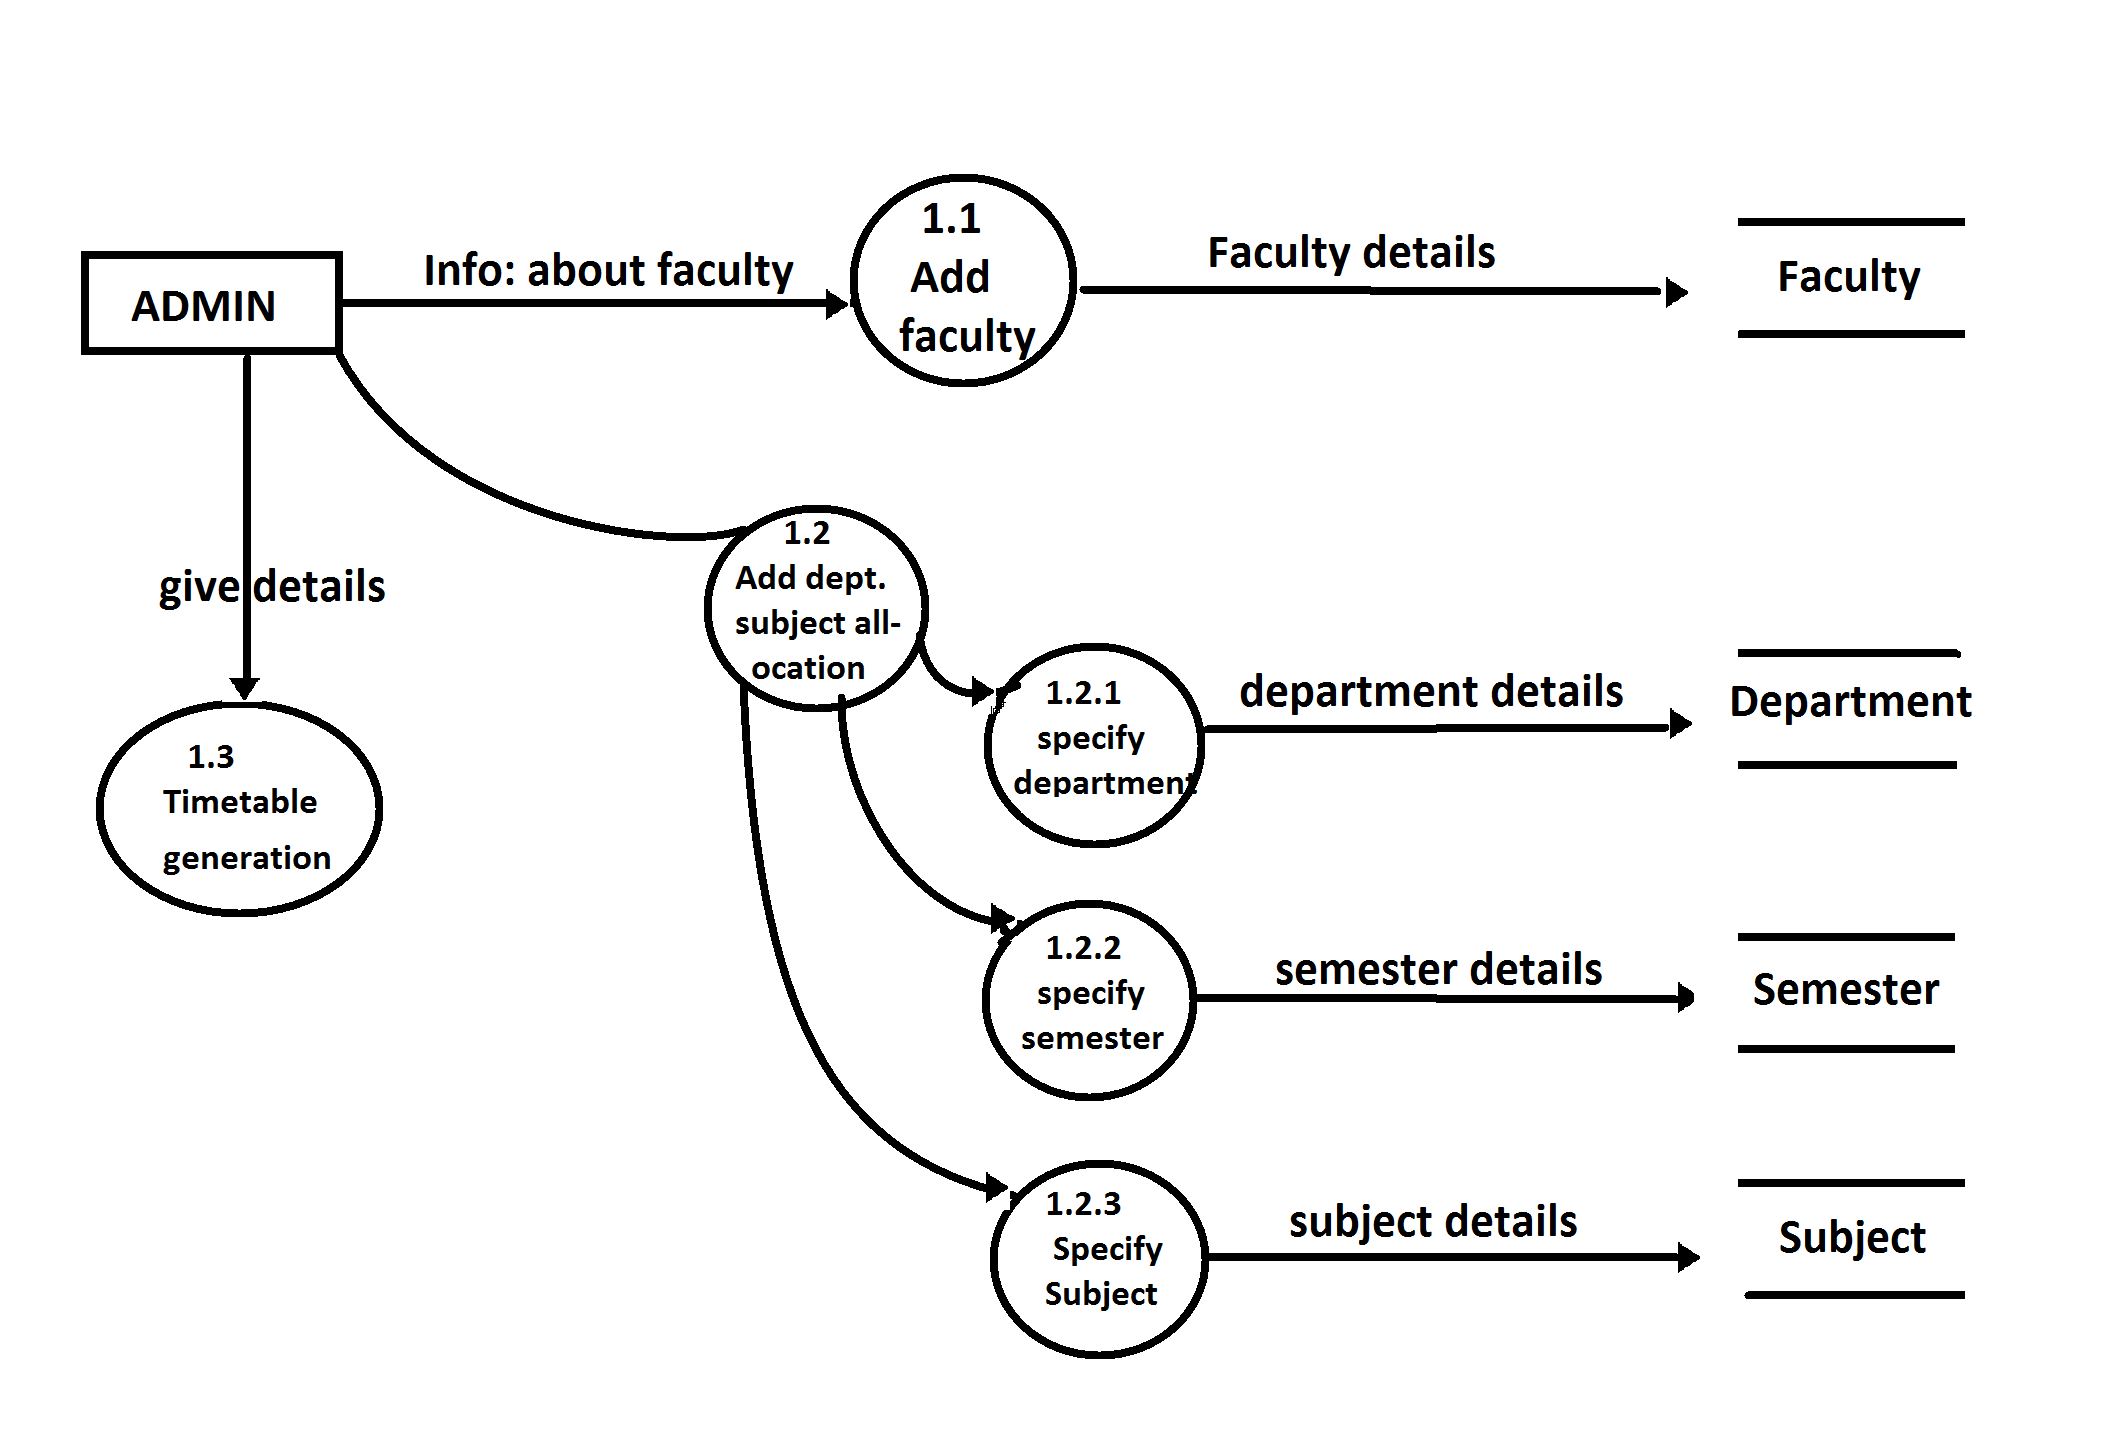 1.1
Add
faculty
Info: about faculty
Faculty details
Faculty
ADMIN
give details
1.2
Add dept.
subject all-
ocation
1.3
Timetable
generation
1.2.1
specify
department
department details
Department
1.2.2
specify
semester
semester details
Semester
1.2.3
Specify
Subject
subject details
Subject